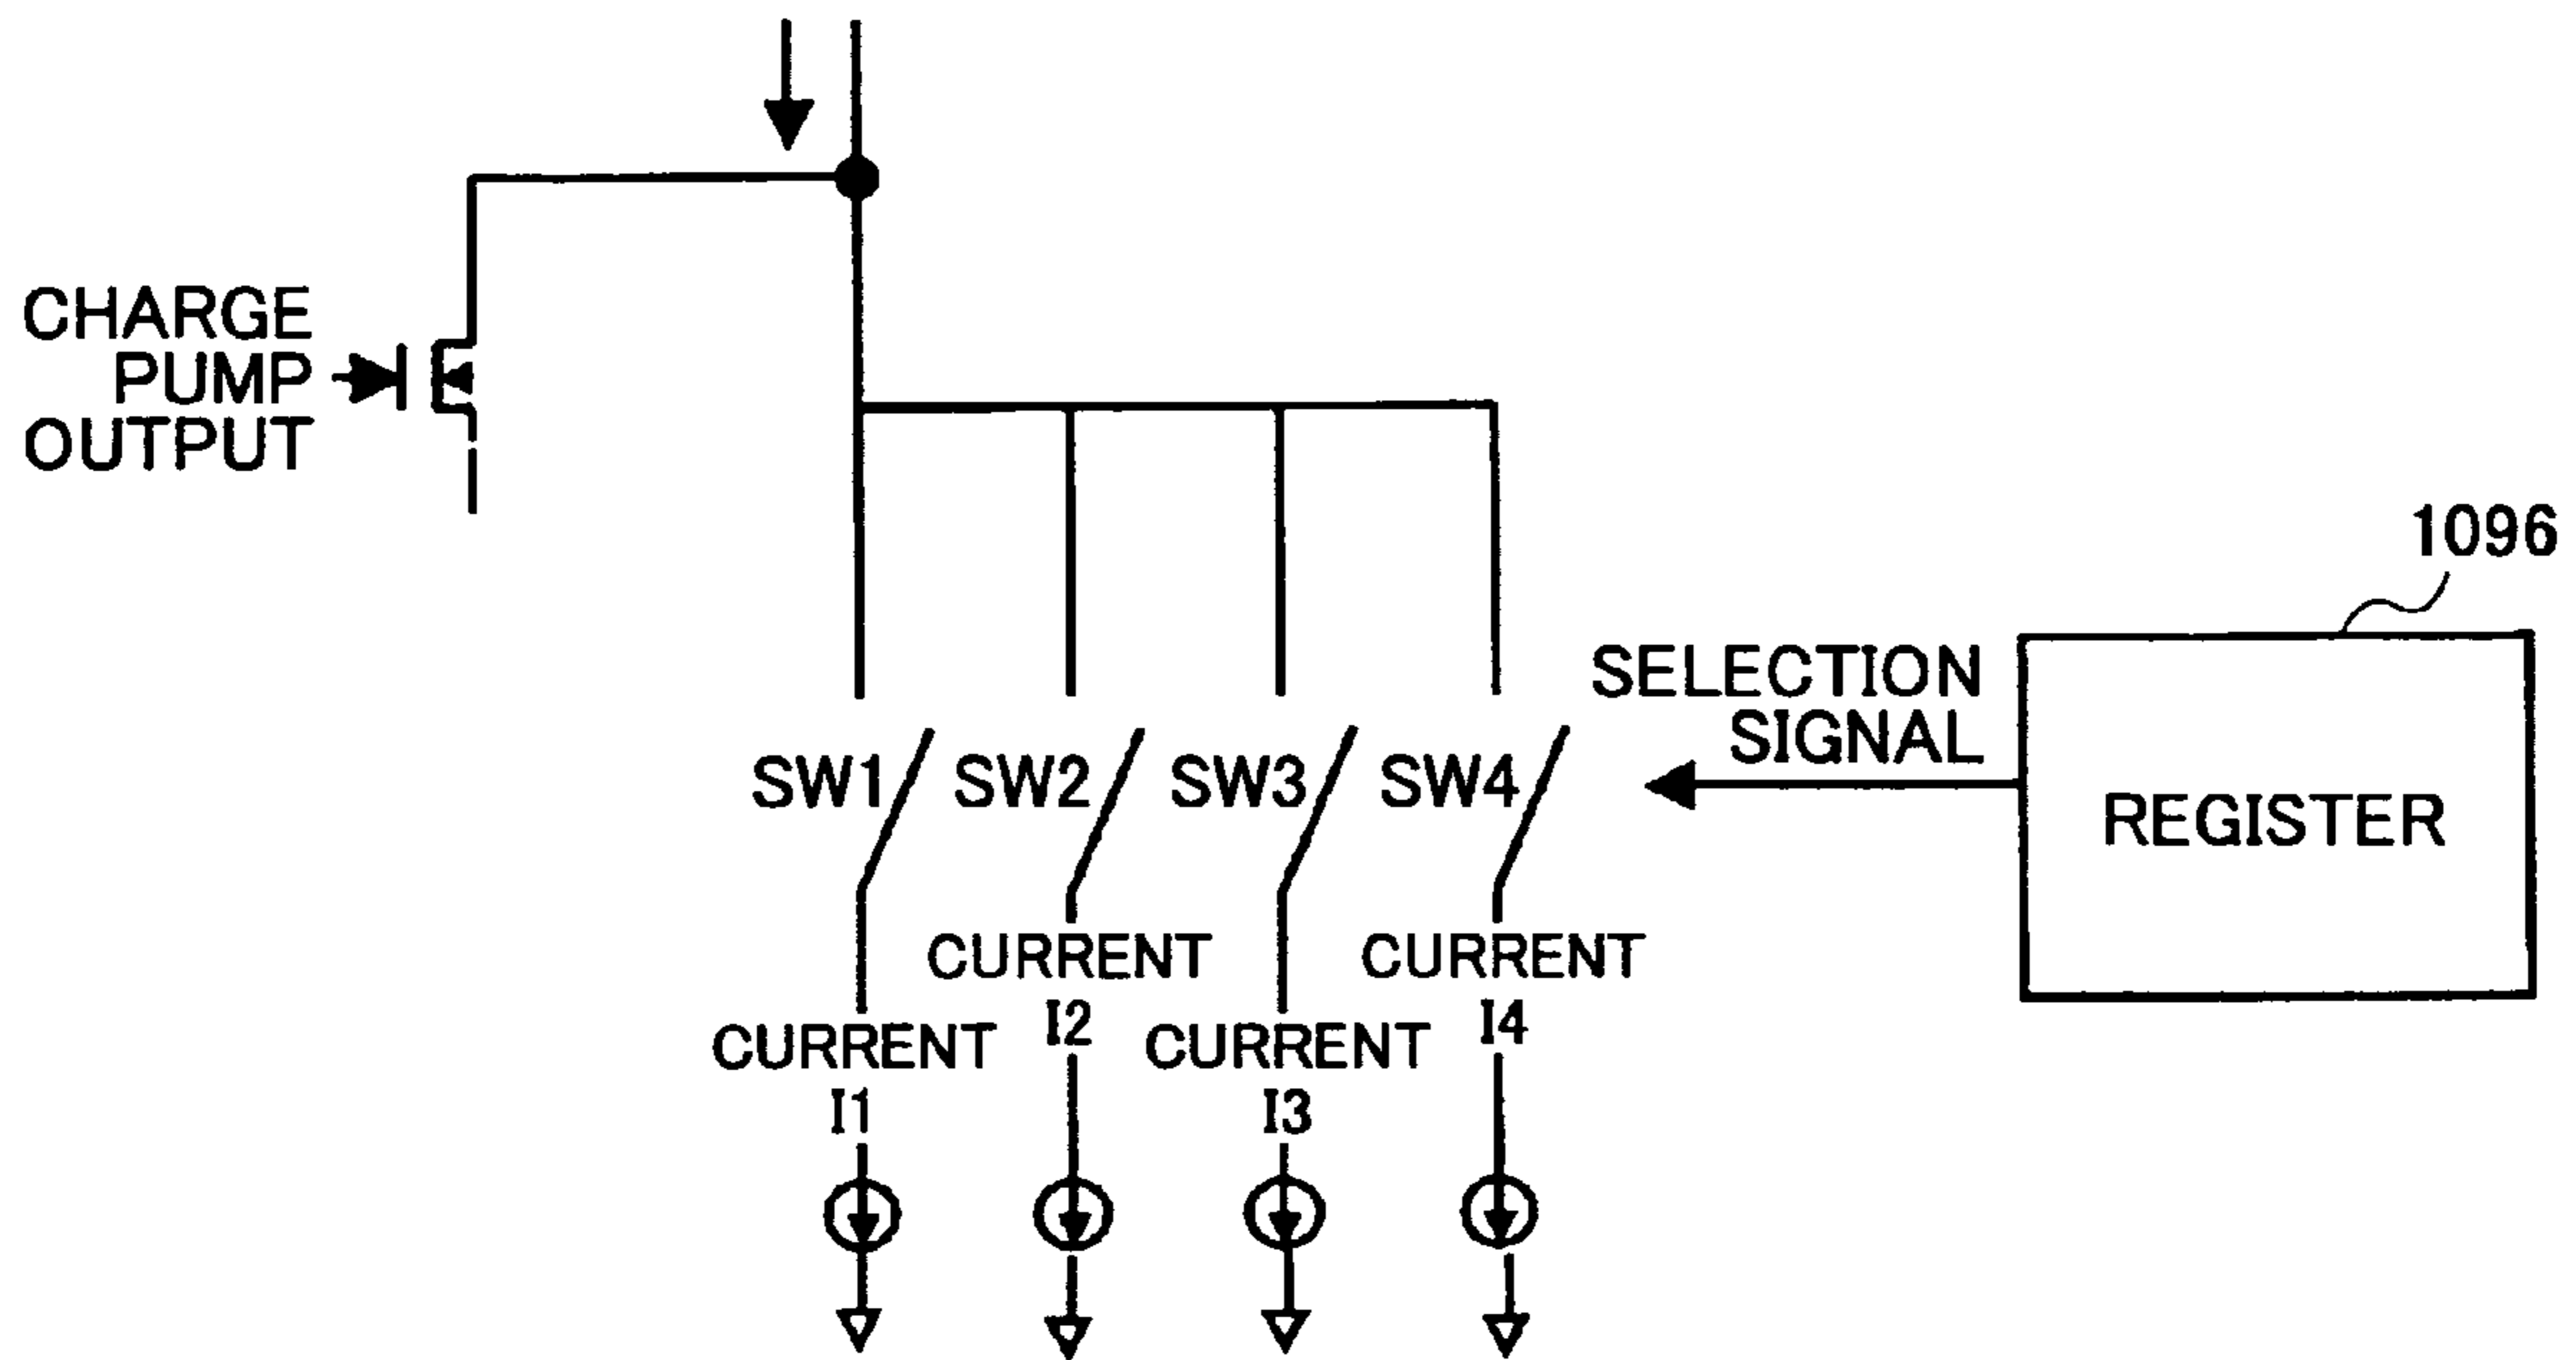 CHARGE
PUMP
OUTPUT
1096
SELECTION
SIGNAL
REGISTER
SW1 SW2 SW3 SW4
CURRENT CURRENT
I2 I4
CURRENT CURRENT
I1 I3